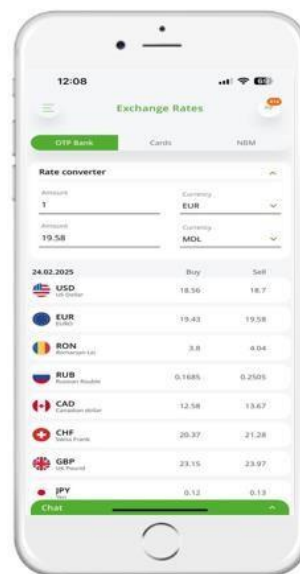 12:08
Exchange Rates
OTP Bank Cards NBM
Rate converter
Amount Currency
1 EUR
Amount Currency
19.58 MDL
24.02.2025 Buy Sell
USD 18.56 18.7
US Dollar
EUR 19.43 19.58
EURO
RON 3.8 4.04
Romanian Lei
RUB 0.1685 0.2505
Russian Rouble
CAD 12.58 13.67
Canadian dollar
CHF 20.37 21.28
Swiss Frank
GBP 23.15 23.97
UK Pound
JPY 0.12 0.13
Chat